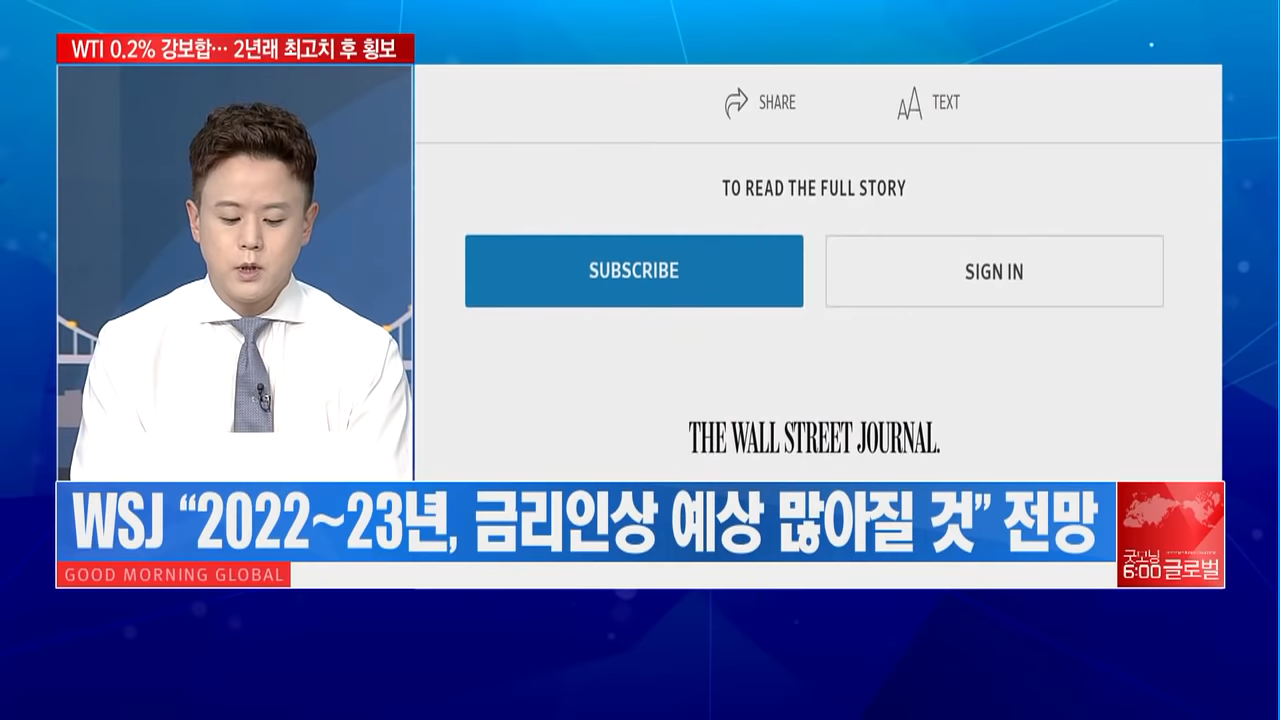 WTI 0.2% 강보합… 2년래 최고치 후 횡보
SHARE
TEXT
TO READ THE FULL STORY
SUBSCRIBE
SIGN IN
THE WALL STREET JOURNAL.
WSJ “2022~23년, 금리인상 예상 많아질 것” 전망
GOOD MORNING GLOBAL
굿모닝
6:00 글로벌